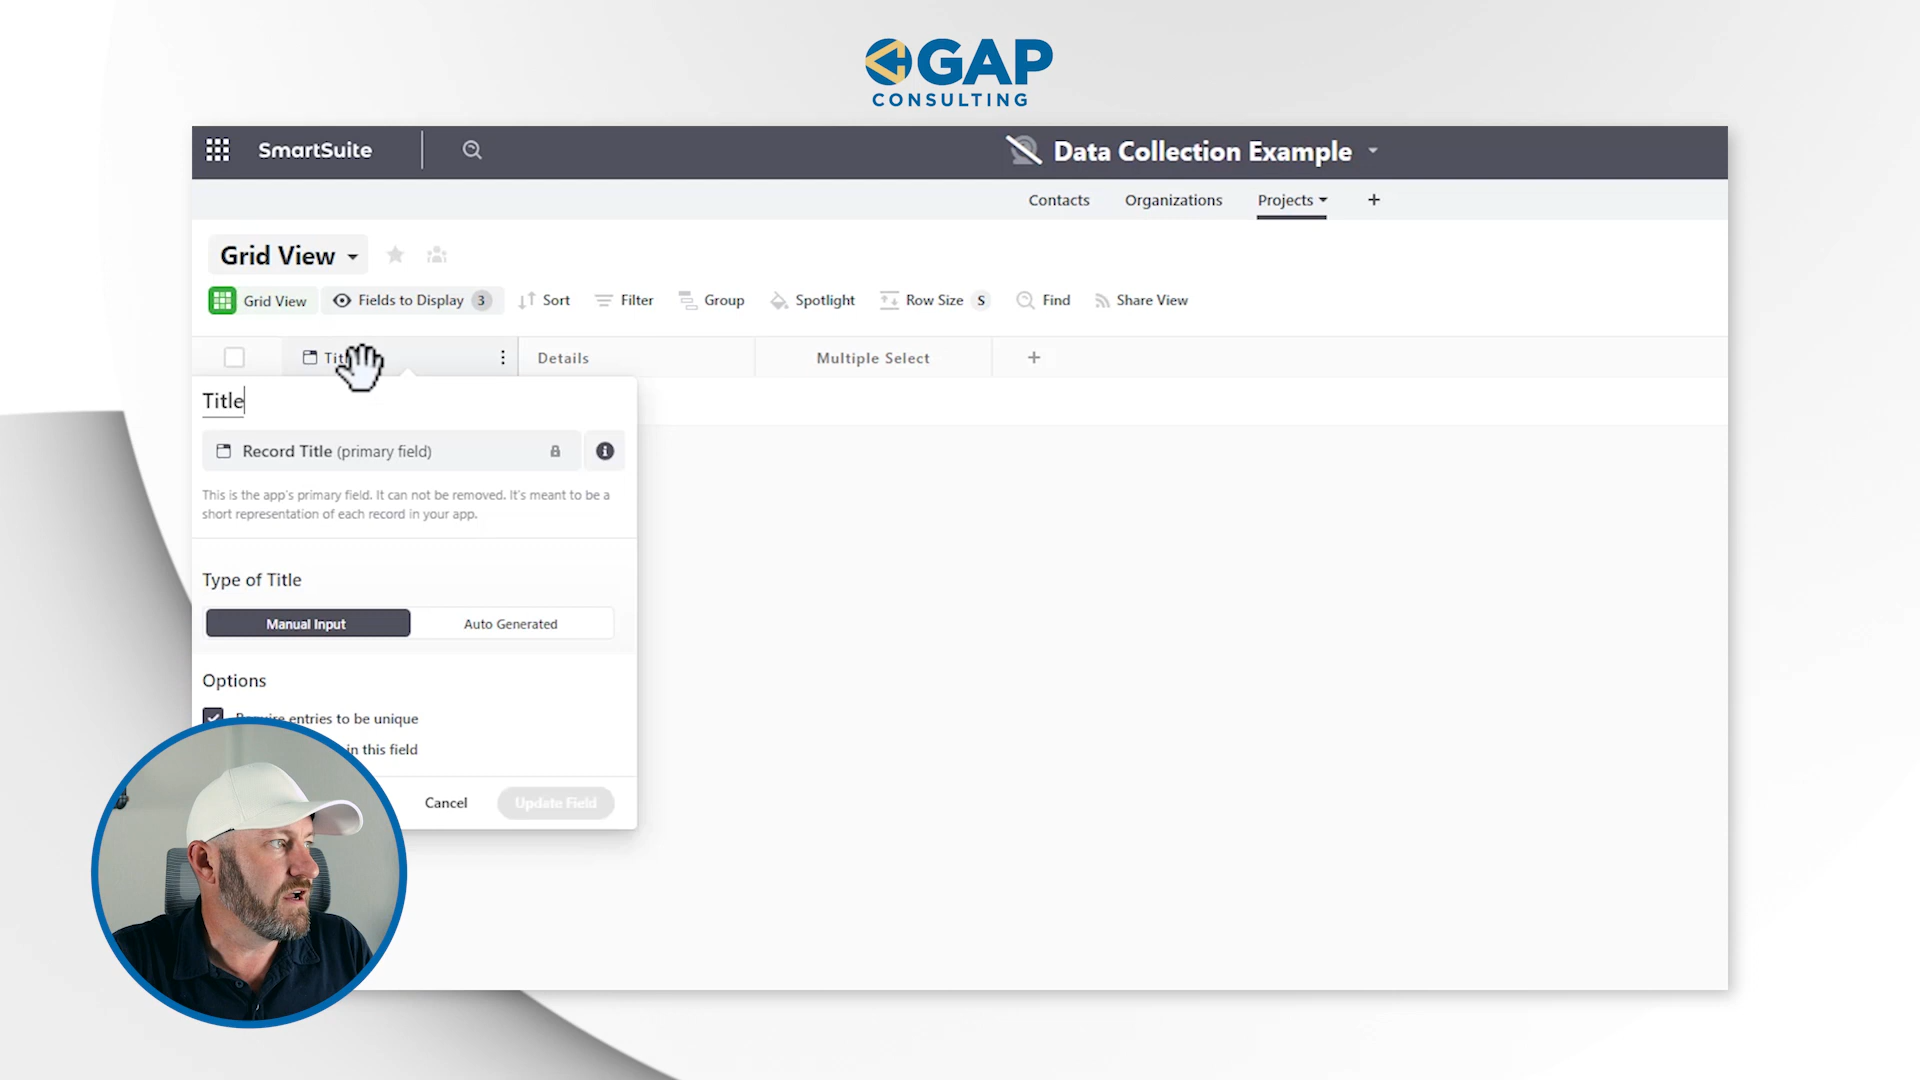 GAP
CONSULTING
SmartSuite
Data Collection Example
Contacts Organizations Projects +
Grid View
Grid View Fields to Display 3 Sort Filter Group Spotlight Row Size S Find Share View
Details Multiple Select +
Title
Record Title (primary field)
This is the app's primary field. It can not be removed. It's meant to be a
short representation of each record in your app.
Type of Title
Manual Input Auto Generated
Options
Require entries to be unique
in this field
Cancel Update Field